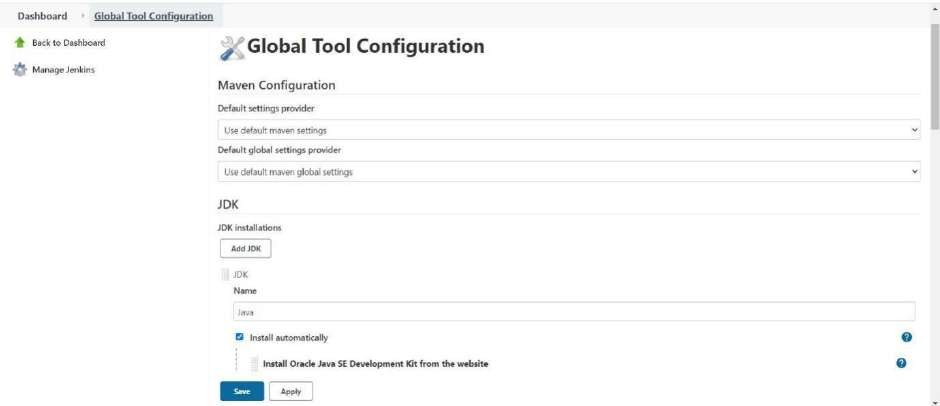 Dashboard Global Tool Configuration
Back to Dashboard
Manage Jenkins
Global Tool Configuration
Maven Configuration
Default settings provider
Use default maven settings
Default global settings provider
Use default maven global settings
JDK
JDK installations
Add JDK
JDK
Name
Java
Install automatically
?
Install Oracle Java SE Development Kit from the website
?
Save Apply